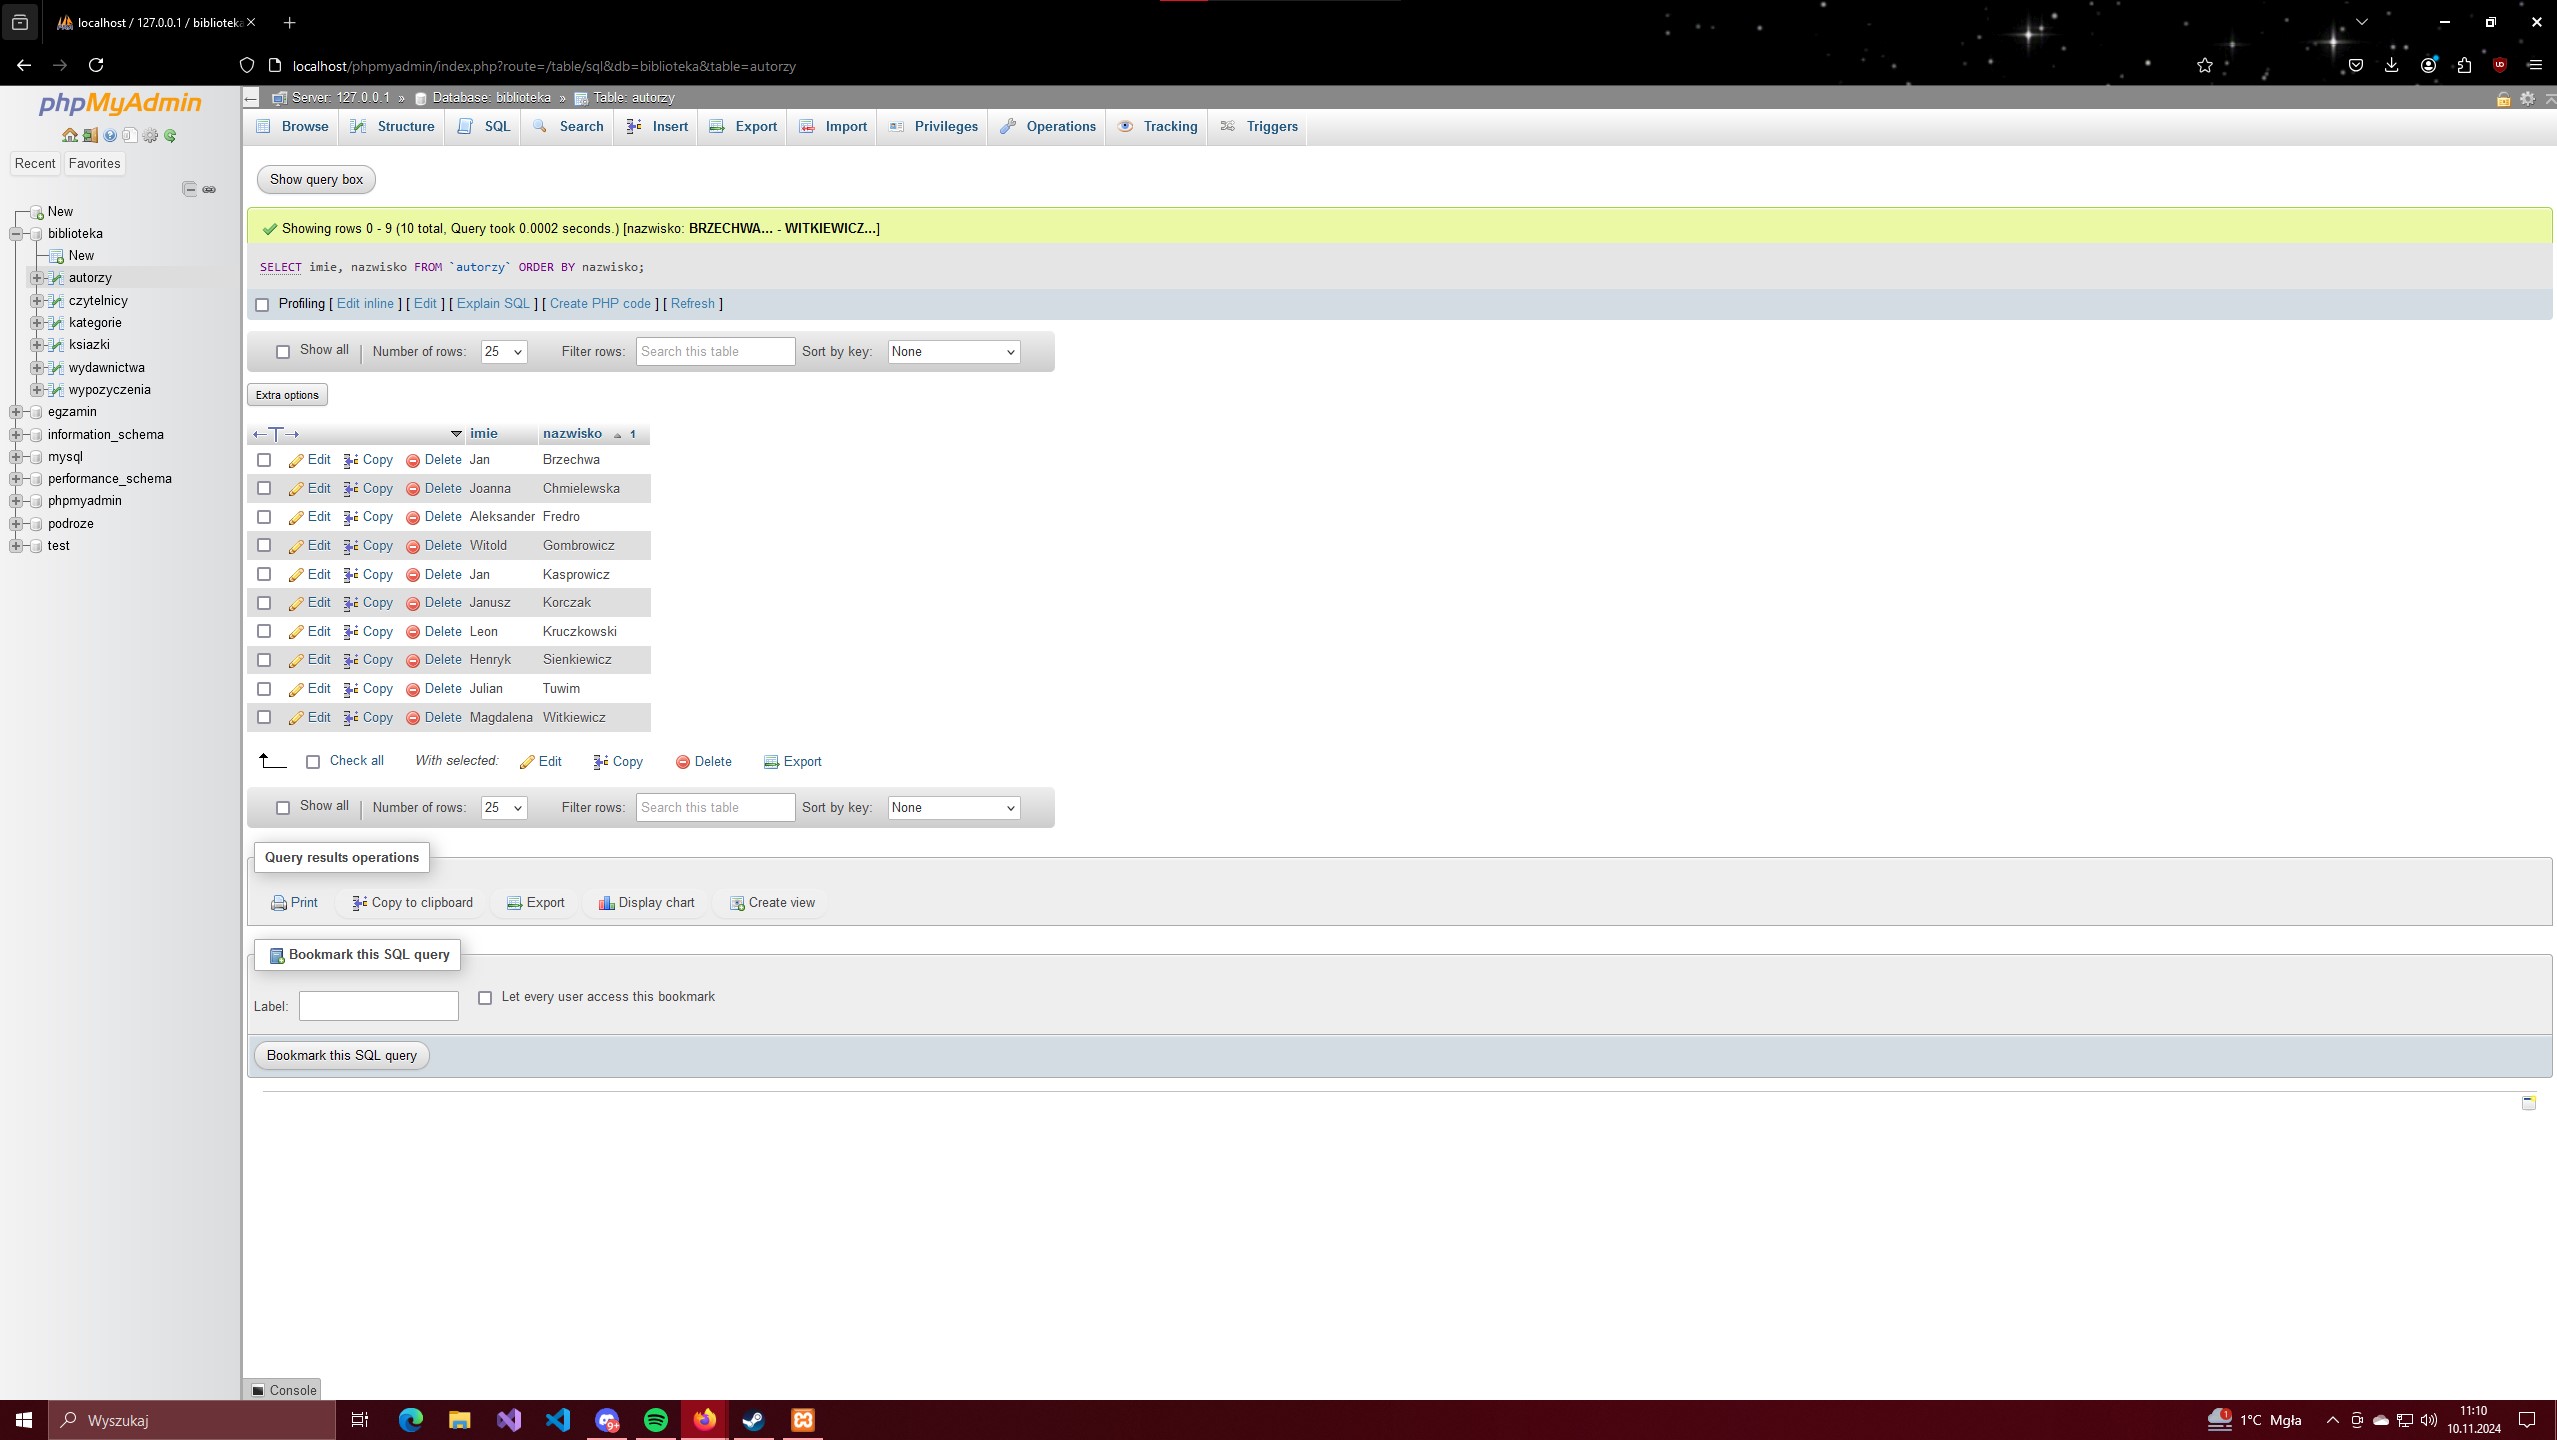 localhost / 127.0.0.1 / biblioteka
localhost/phpmyadmin/index.php?route=/table/sql&db=biblioteka&table=autorzy
phpMyAdmin
Recent Favorites
New
biblioteka
New
autorzy
czytelnicy
kategorie
ksiazki
wydawnictwa
wypozyczenia
egzamin
information_schema
mysql
performance_schema
phpmyadmin
podroze
test
Server: 127.0.0.1 » Database: biblioteka » Table: autorzy
Browse Structure SQL Search Insert Export Import Privileges Operations Tracking Triggers
Show query box
Showing rows 0 - 9 (10 total, Query took 0.0002 seconds.) [nazwisko: BRZECHWA... - WITKIEWICZ...]
SELECT imie, nazwisko FROM `autorzy` ORDER BY nazwisko;
Profiling [ Edit inline ] [ Edit ] [ Explain SQL ] [ Create PHP code ] [ Refresh ]
Show all Number of rows: 25 Filter rows: Search this table Sort by key: None
Extra options
←T→ imie nazwisko 1
Edit Copy Delete Jan Brzechwa
Edit Copy Delete Joanna Chmielewska
Edit Copy Delete Aleksander Fredro
Edit Copy Delete Witold Gombrowicz
Edit Copy Delete Jan Kasprowicz
Edit Copy Delete Janusz Korczak
Edit Copy Delete Leon Kruczkowski
Edit Copy Delete Henryk Sienkiewicz
Edit Copy Delete Julian Tuwim
Edit Copy Delete Magdalena Witkiewicz
Check all With selected: Edit Copy Delete Export
Show all Number of rows: 25 Filter rows: Search this table Sort by key: None
Query results operations
Print Copy to clipboard Export Display chart Create view
Bookmark this SQL query
Label: Let every user access this bookmark
Bookmark this SQL query
Console
Wyszukaj
9+
1
1°C Mgła
11:10
10.11.2024